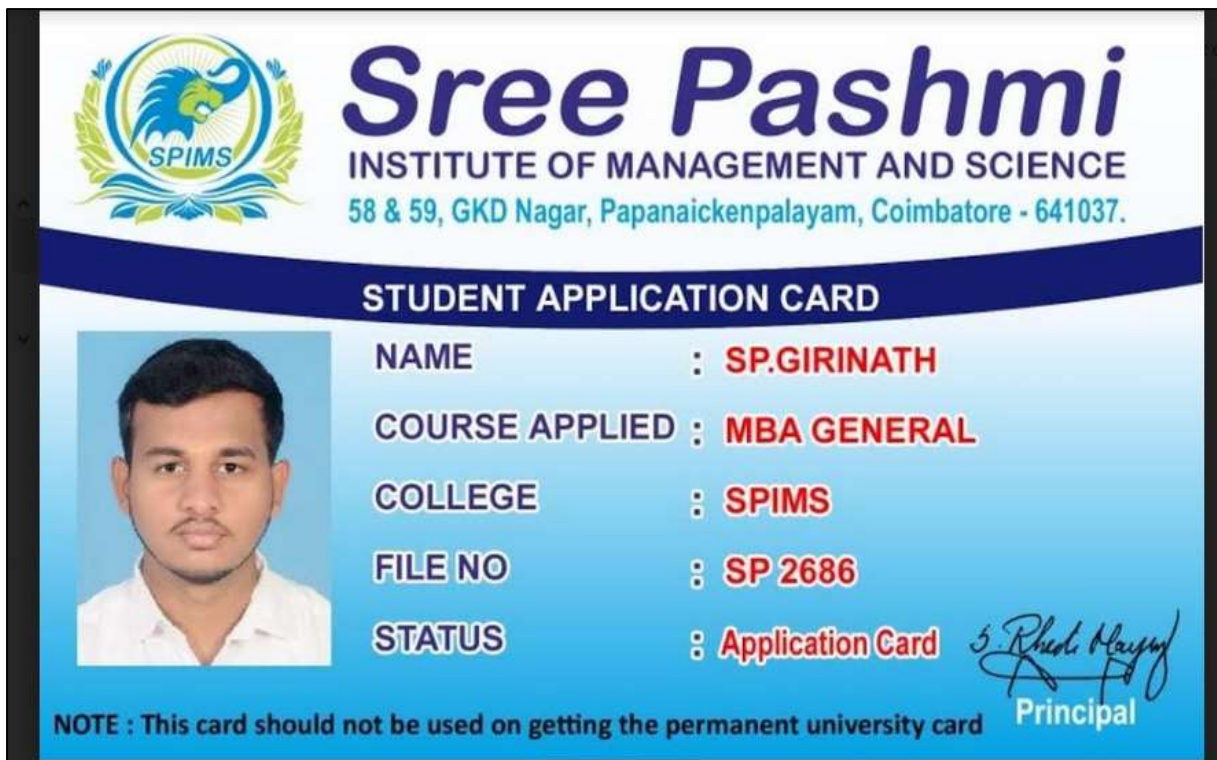 SPIMS
Sree Pashmi
INSTITUTE OF MANAGEMENT AND SCIENCE
58 & 59, GKD Nagar, Papanaickenpalayam, Coimbatore - 641037.
STUDENT APPLICATION CARD
NAME : SP.GIRINATH
COURSE APPLIED : MBA GENERAL
COLLEGE : SPIMS
FILE NO : SP 2686
STATUS : Application Card
Principal
NOTE : This card should not be used on getting the permanent university card